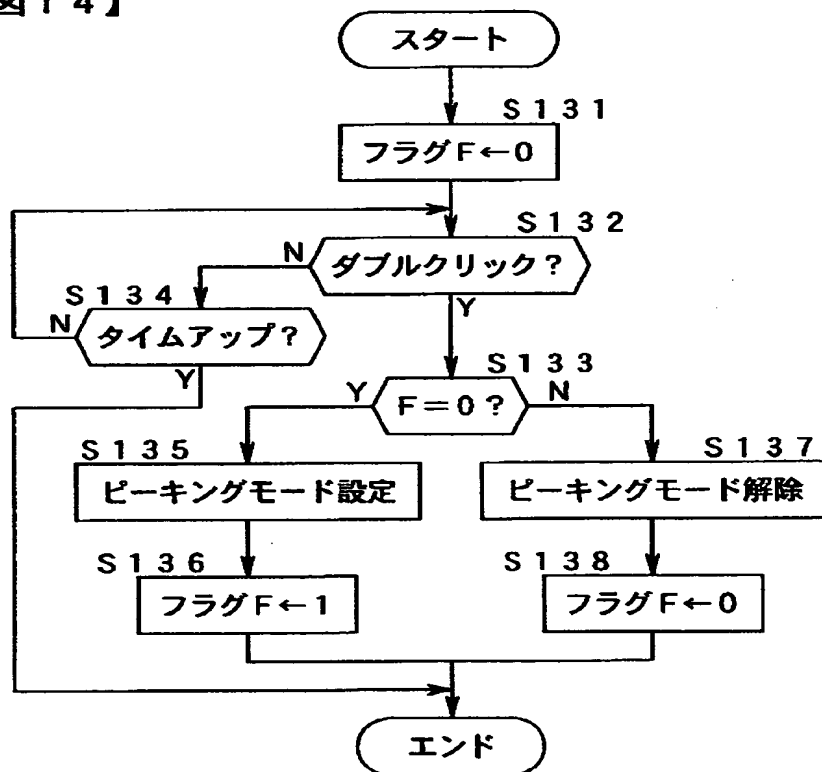 【図14】
スタート
S131
フラグF←0
S132
ダブルクリック?
N
Y
S134
タイムアップ?
N
Y
S133
F=0?
Y
N
S135
ピーキングモード設定
S137
ピーキングモード解除
S136
フラグF←1
S138
フラグF←0
エンド